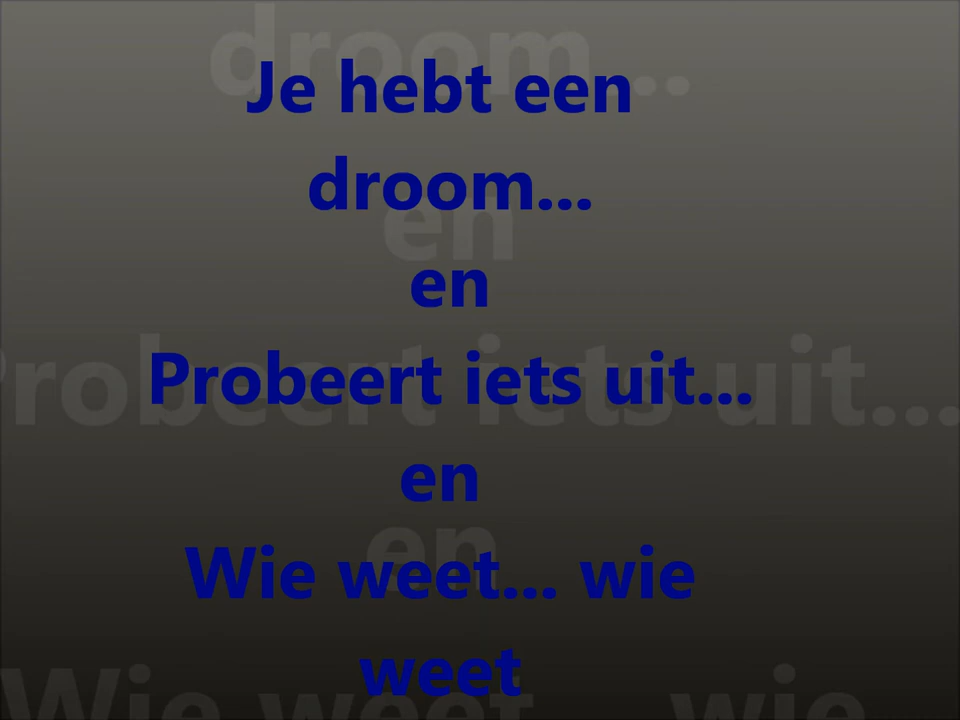 Je hebt een
droom...
en
Probeert iets uit...
en
Wie weet... wie
weet